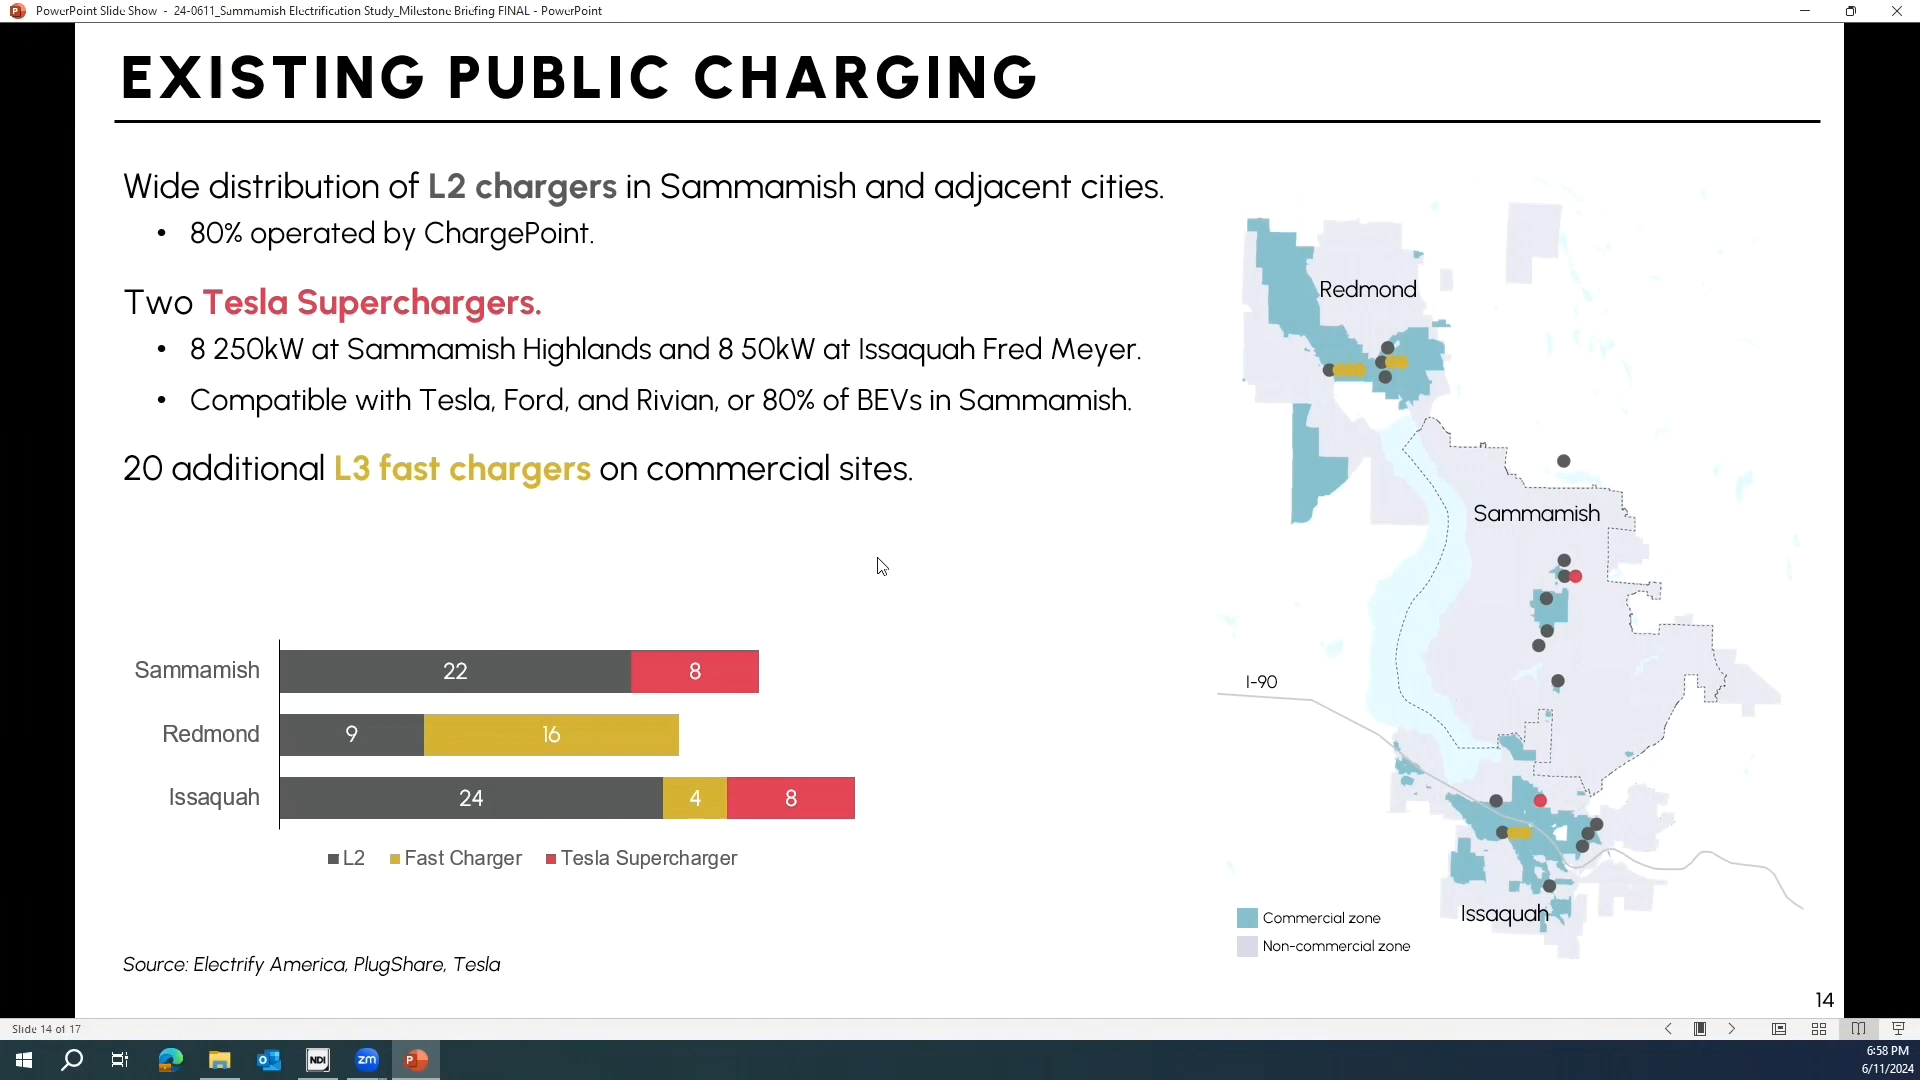 PowerPoint Slide Show - 24-0611_Sammamish Electrification Study_Milestone Briefing FINAL - PowerPoint
EXISTING PUBLIC CHARGING
Wide distribution of L2 chargers in Sammamish and adjacent cities.
• 80% operated by ChargePoint.
Two Tesla Superchargers.
• 8 250kW at Sammamish Highlands and 8 50kW at Issaquah Fred Meyer.
• Compatible with Tesla, Ford, and Rivian, or 80% of BEVs in Sammamish.
20 additional L3 fast chargers on commercial sites.
Sammamish 22 8
Redmond 9 16
Issaquah 24 4 8
L2 Fast Charger Tesla Supercharger
Source: Electrify America, PlugShare, Tesla
Redmond
Sammamish
I-90
Issaquah
Commercial zone
Non-commercial zone
14
Slide 14 of 17
NDI
zm
6:58 PM
6/11/2024